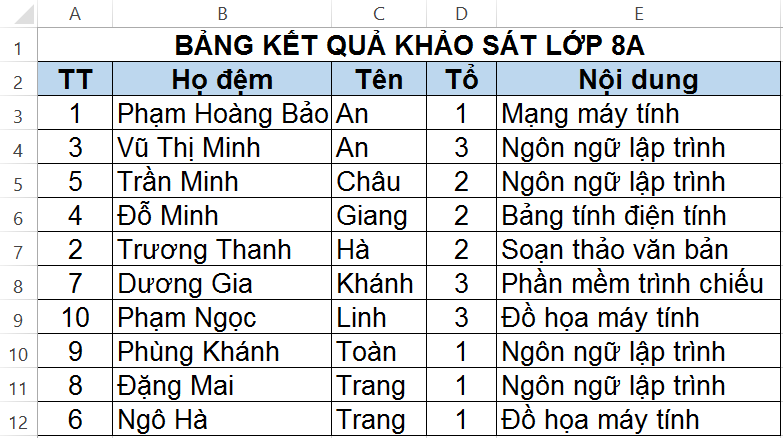 A B C D E
1 BẢNG KẾT QUẢ KHẢO SÁT LỚP 8A
2 TT Họ đệm Tên Tổ Nội dung
3 1 Phạm Hoàng Bảo An 1 Mạng máy tính
4 3 Vũ Thị Minh An 3 Ngôn ngữ lập trình
5 5 Trần Minh Châu 2 Ngôn ngữ lập trình
6 4 Đỗ Minh Giang 2 Bảng tính điện tính
7 2 Trương Thanh Hà 2 Soạn thảo văn bản
8 7 Dương Gia Khánh 3 Phần mềm trình chiếu
9 10 Phạm Ngọc Linh 3 Đồ họa máy tính
10 9 Phùng Khánh Toàn 1 Ngôn ngữ lập trình
11 8 Đặng Mai Trang 1 Ngôn ngữ lập trình
12 6 Ngô Hà Trang 1 Đồ họa máy tính